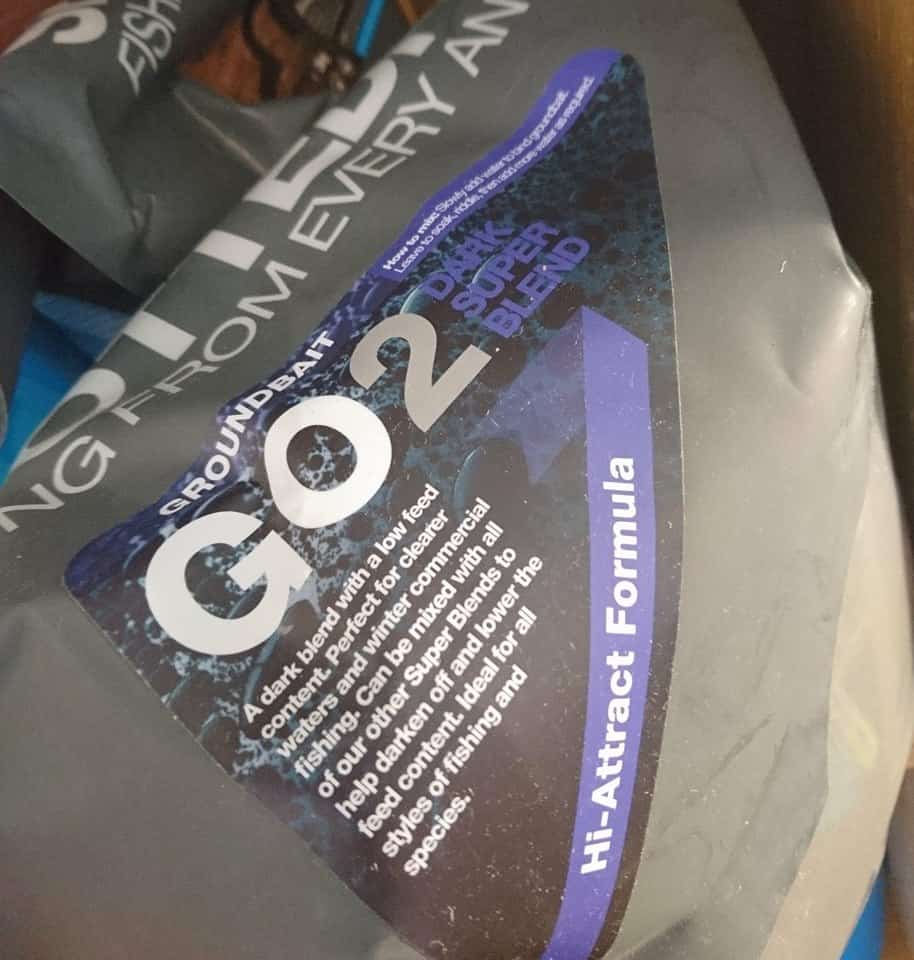 FISH
OTTED
NG FROM EVERY AN
How to mix: Slowly add water to bind groundbait.
Leave to soak, riddle, then add more water as required.
GROUNDBAIT
GO2
DARK
SUPER
BLEND
A dark blend with a low feed
content. Perfect for clearer
waters and winter commercial
fishing. Can be mixed with all
of our other Super Blends to
help darken off and lower the
feed content. Ideal for all
styles of fishing and
species.
Hi-Attract Formula